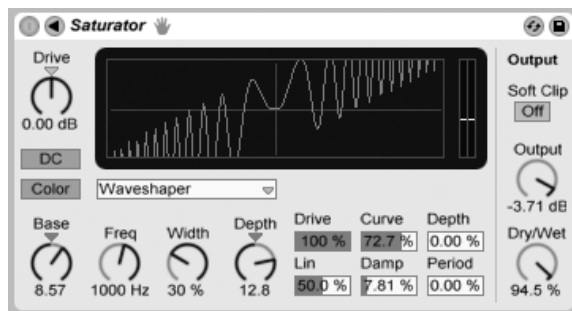 Saturator
Drive
0.00 dB
DC
Color
Waveshaper
Base
8.57
Freq
1000 Hz
Width
30 %
Depth
12.8
Drive
100 %
Curve
72.7 %
Depth
0.00 %
Lin
50.0 %
Damp
7.81 %
Period
0.00 %
Output
Soft Clip
Off
Output
-3.71 dB
Dry/Wet
94.5 %